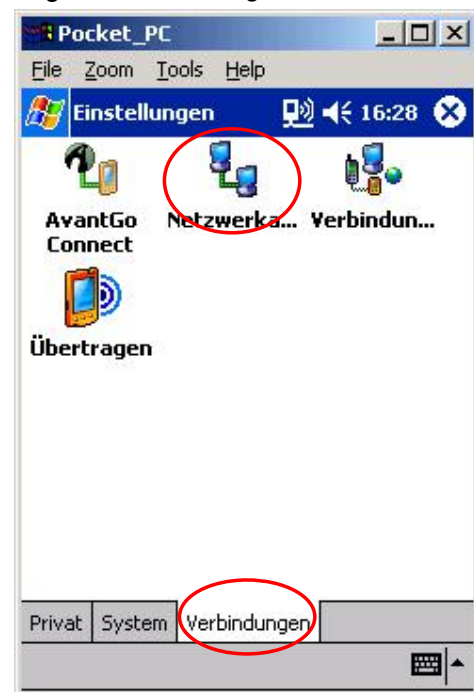 Pocket_PC
File Zoom Tools Help
Einstellungen 16:28
AvantGo Connect
Netzwerka...
Verbindun...
Übertragen
Privat System Verbindungen